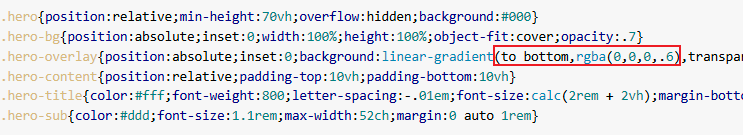 .hero{position:relative;min-height:70vh;overflow:hidden;background:#000}
.hero-bg{position:absolute;inset:0;width:100%;height:100%;object-fit:cover;opacity:.7}
.hero-overlay{position:absolute;inset:0;background:linear-gradient(to bottom,rgba(0,0,0,.6),transpar
.hero-content{position:relative;padding-top:10vh;padding-bottom:10vh}
.hero-title{color:#fff;font-weight:800;letter-spacing:-.01em;font-size:calc(2rem + 2vh);margin-botto
.hero-sub{color:#ddd;font-size:1.1rem;max-width:52ch;margin:0 auto 1rem}